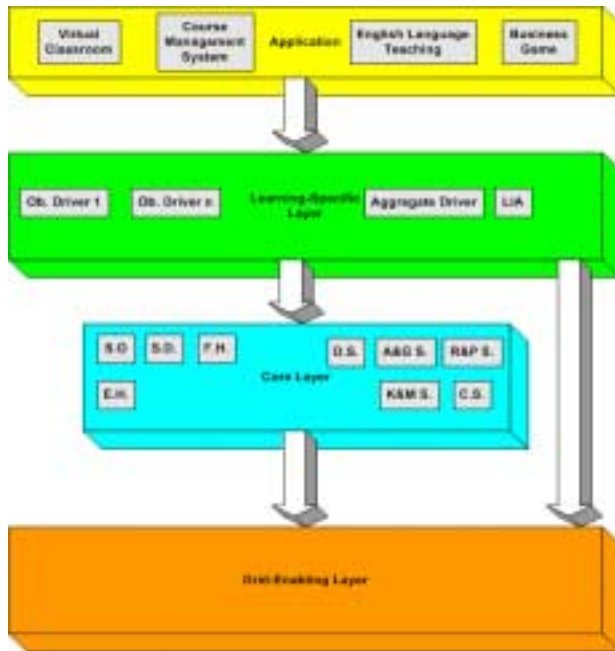 Virtual
Classroom
Course
Management
System
Application
English Language
Teaching
Business
Game
Ob. Driver 1
Ob. Driver n
Learning-Specific
Layer
Aggregate Driver
LIA
S.O
S.D.
F.H.
D.S.
A&G S.
R&P S.
Core Layer
E.m.
K&M S.
C.S.
Grid-Enabling Layer